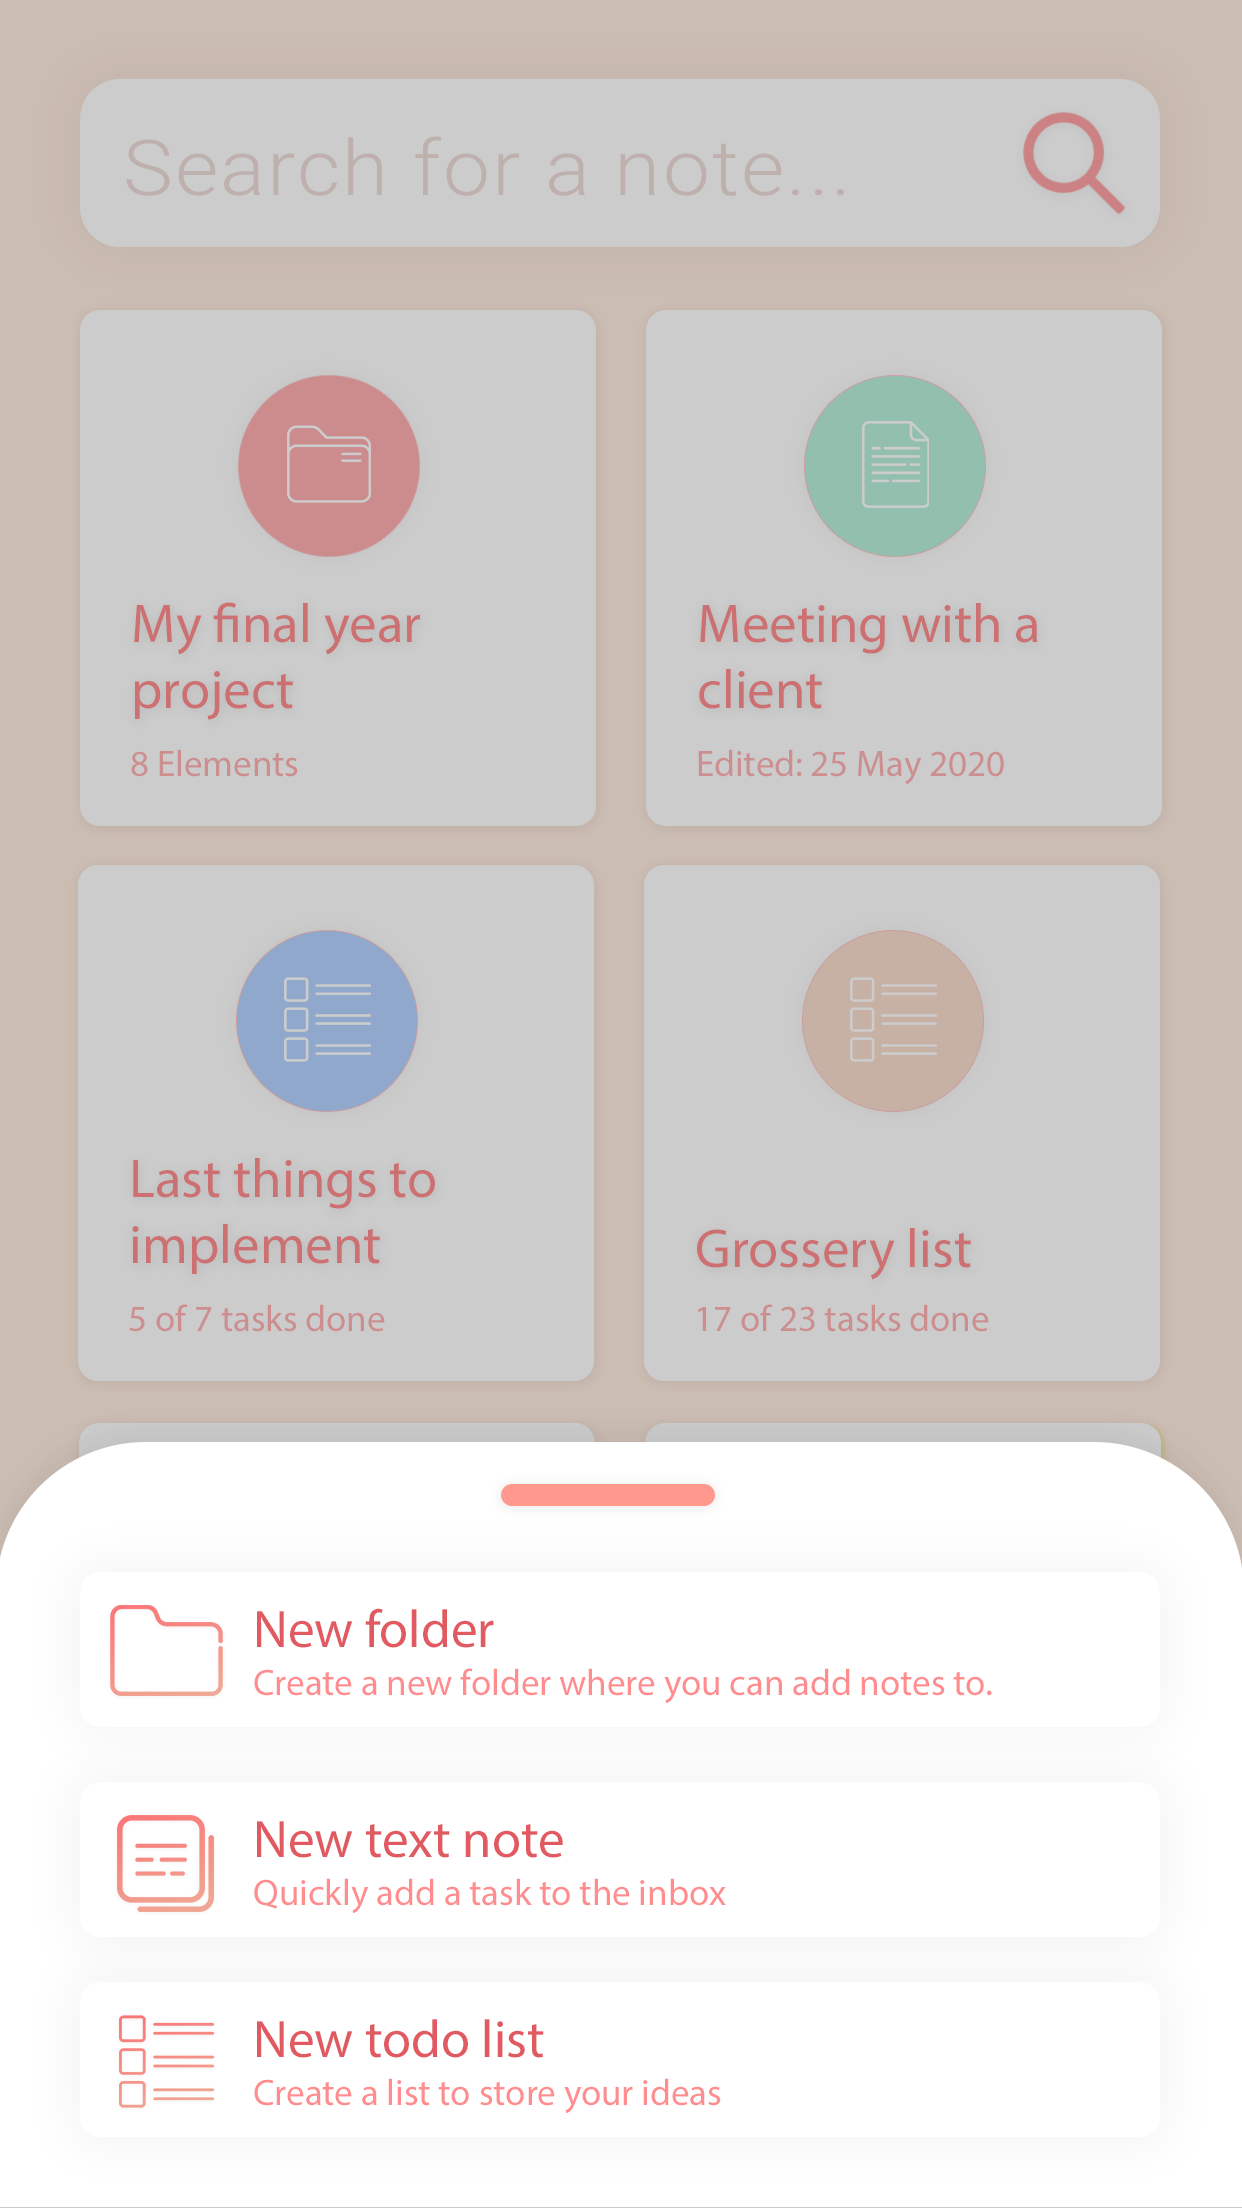 Search for a note...
My final year
project
8 Elements
Meeting with a
client
Edited: 25 May 2020
Last things to
implement
5 of 7 tasks done
Grossery list
17 of 23 tasks done
New folder
Create a new folder where you can add notes to.
New text note
Quickly add a task to the inbox
New todo list
Create a list to store your ideas